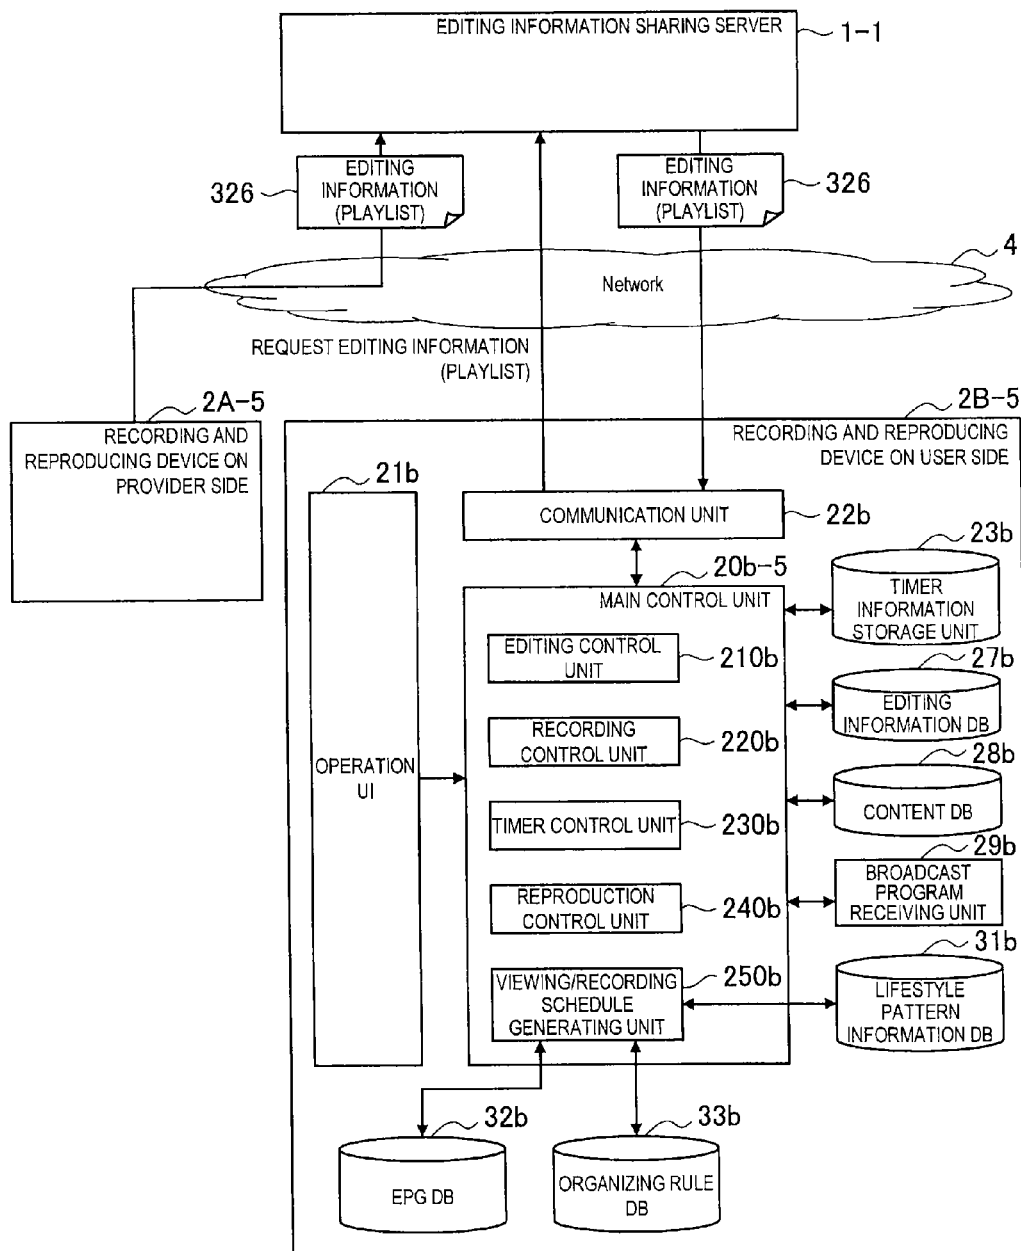 EDITING INFORMATION SHARING SERVER
1-1
EDITING
INFORMATION
(PLAYLIST)
326
EDITING
INFORMATION
(PLAYLIST)
326
4
Network
REQUEST EDITING INFORMATION
(PLAYLIST)
2A-5
RECORDING AND
REPRODUCING DEVICE ON
PROVIDER SIDE
2B-5
RECORDING AND REPRODUCING
DEVICE ON USER SIDE
21b
OPERATION
UI
COMMUNICATION UNIT
22b
20b-5
MAIN CONTROL UNIT
23b
TIMER
INFORMATION
STORAGE UNIT
EDITING CONTROL
UNIT
210b
27b
EDITING
INFORMATION DB
RECORDING
CONTROL UNIT
220b
28b
CONTENT DB
TIMER CONTROL UNIT
230b
29b
BROADCAST
PROGRAM
RECEIVING UNIT
REPRODUCTION
CONTROL UNIT
240b
31b
LIFESTYLE
PATTERN
INFORMATION DB
VIEWING/RECORDING
SCHEDULE
GENERATING UNIT
250b
32b
EPG DB
33b
ORGANIZING RULE
DB